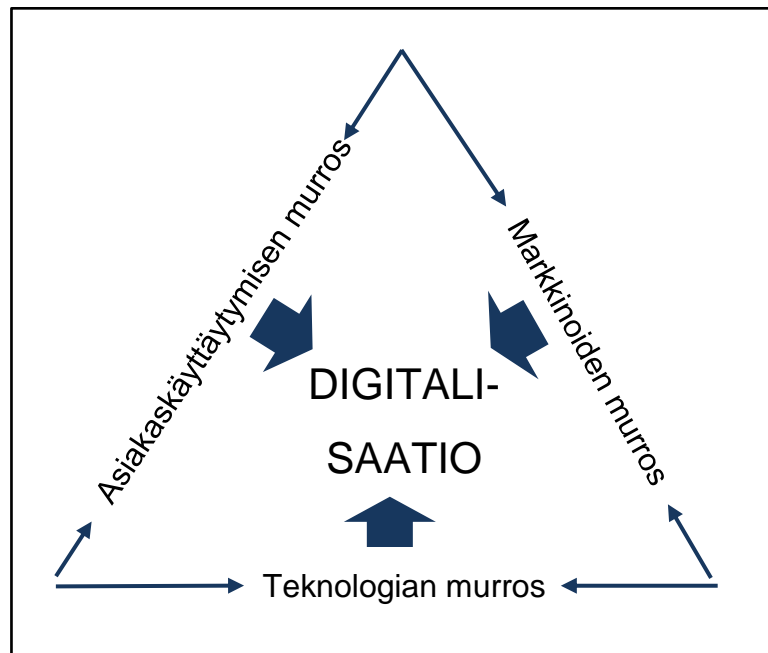 Asiakaskäyttäytymisen murros
Markkinoiden murros
DIGITALI-
SAATIO
Teknologian murros